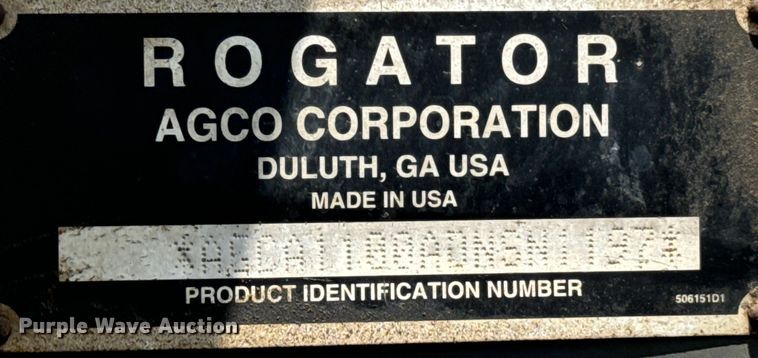 ROGATOR
AGCO CORPORATION
DULUTH, GA USA
MADE IN USA
PRODUCT IDENTIFICATION NUMBER
506151D1
Purple Wave Auction